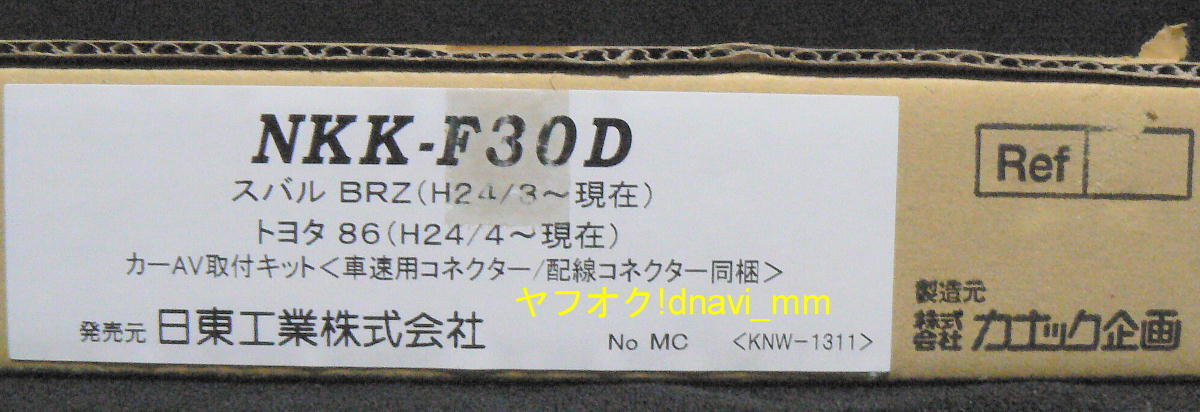 NKK-F30D
スバル BRZ(H24/3～現在)
トヨタ 86(H24/4～現在)
カーAV取付キット<車速用コネクター/配線コネクター同梱>
ヤフオク!dnavi_mm
発売元 日東工業株式会社
No MC <KNW-1311>
Ref
製造元
株式会社 カナック企画